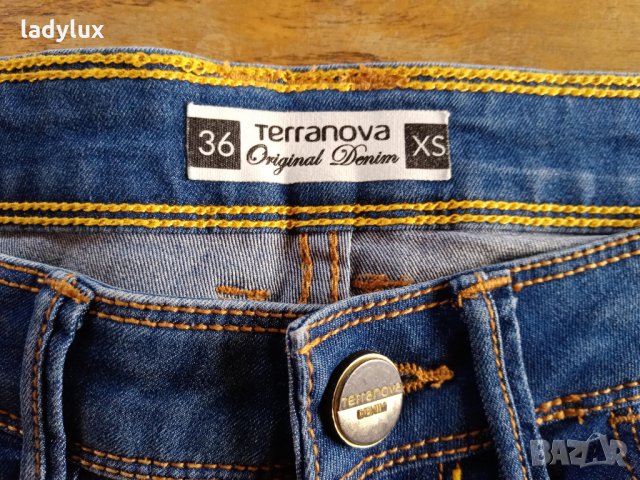 ladylux
36 Terranova XS
Original Denim
Terranova
DENIM
BAZAR